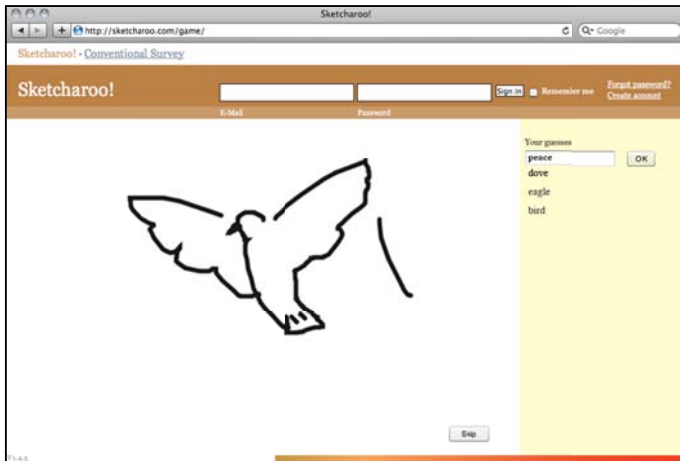 Sketcharoo!
http://sketcharoo.com/game/
Google
Sketcharoo! · Conventional Survey
Sketcharoo!
Sign in
Remember me
Forgot password?
Create account
E-Mail
Password
Your guesses
peace
OK
dove
eagle
bird
Skip